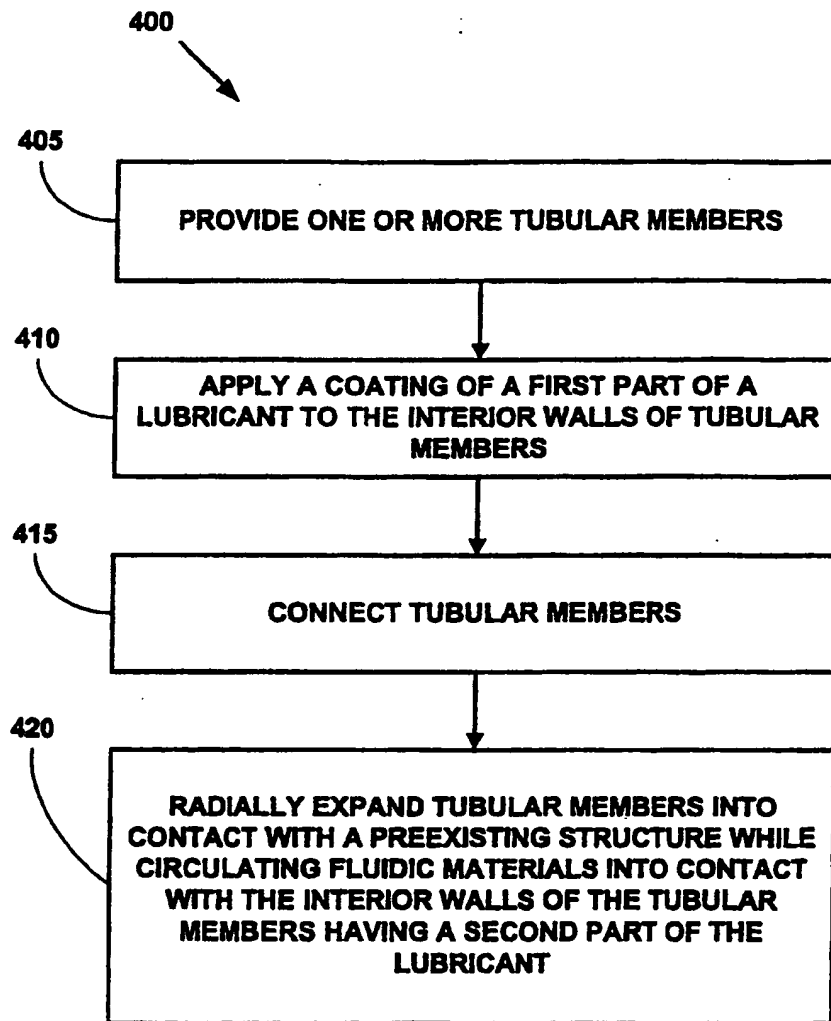 400
405
PROVIDE ONE OR MORE TUBULAR MEMBERS
410
APPLY A COATING OF A FIRST PART OF A
LUBRICANT TO THE INTERIOR WALLS OF TUBULAR
MEMBERS
415
CONNECT TUBULAR MEMBERS
420
RADIALLY EXPAND TUBULAR MEMBERS INTO
CONTACT WITH A PREEXISTING STRUCTURE WHILE
CIRCULATING FLUIDIC MATERIALS INTO CONTACT
WITH THE INTERIOR WALLS OF THE TUBULAR
MEMBERS HAVING A SECOND PART OF THE
LUBRICANT